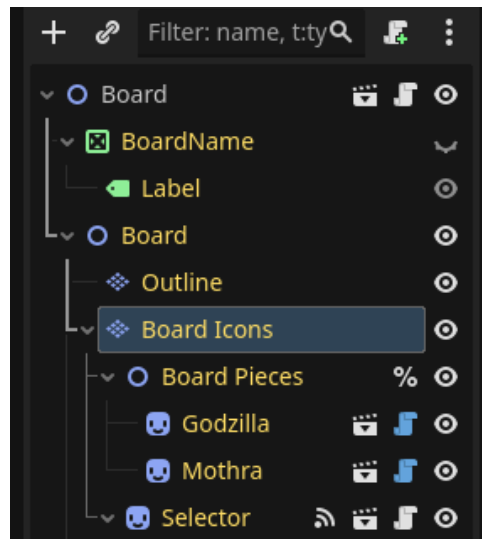 Filter: name, t:ty
Board
BoardName
Label
Board
Outline
Board Icons
Board Pieces %
Godzilla
Mothra
Selector